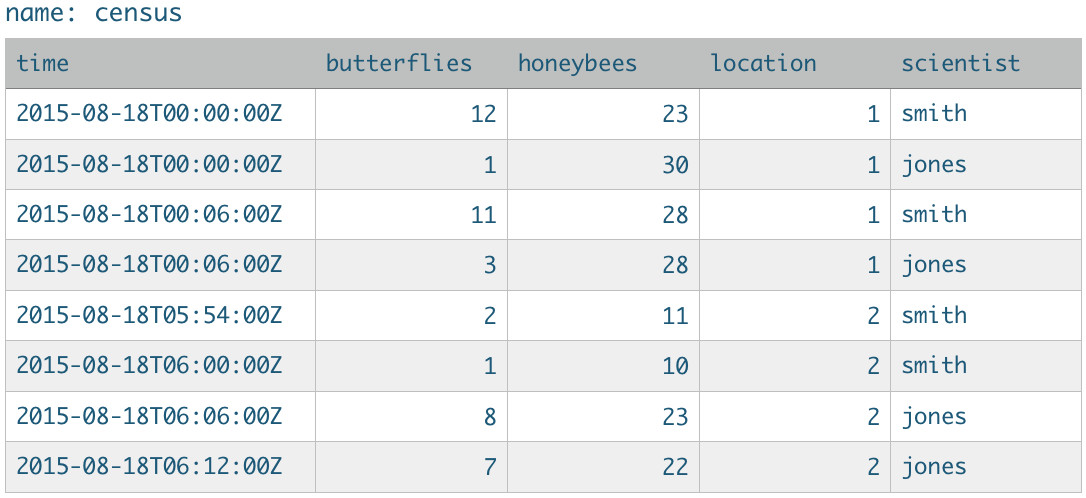 name: census
time butterflies honeybees location scientist
2015-08-18T00:00:00Z 12 23 1 smith
2015-08-18T00:00:00Z 1 30 1 jones
2015-08-18T00:06:00Z 11 28 1 smith
2015-08-18T00:06:00Z 3 28 1 jones
2015-08-18T05:54:00Z 2 11 2 smith
2015-08-18T06:00:00Z 1 10 2 smith
2015-08-18T06:06:00Z 8 23 2 jones
2015-08-18T06:12:00Z 7 22 2 jones